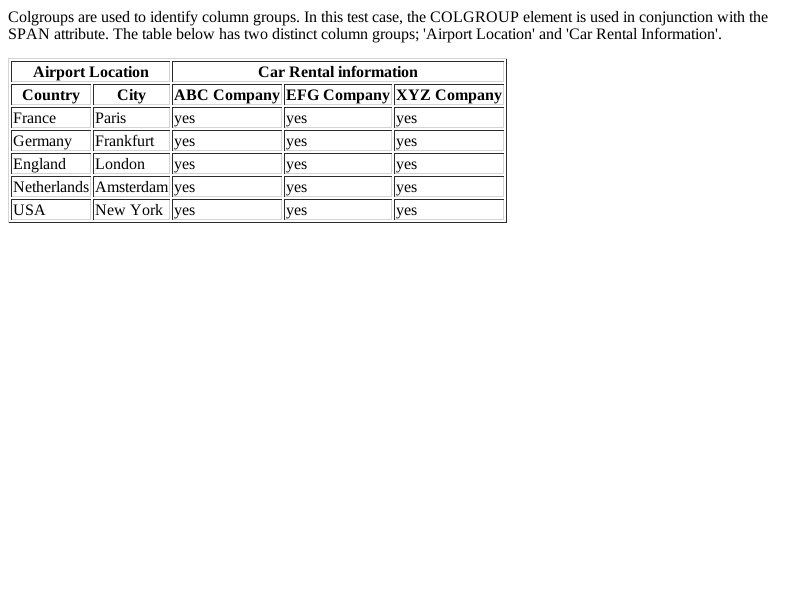 Colgroups are used to identify column groups. In this test case, the COLGROUP element is used in conjunction with the
SPAN attribute. The table below has two distinct column groups; 'Airport Location' and 'Car Rental Information'.
Airport Location Car Rental information
Country City ABC Company EFG Company XYZ Company
France Paris yes yes yes
Germany Frankfurt yes yes yes
England London yes yes yes
Netherlands Amsterdam yes yes yes
USA New York yes yes yes